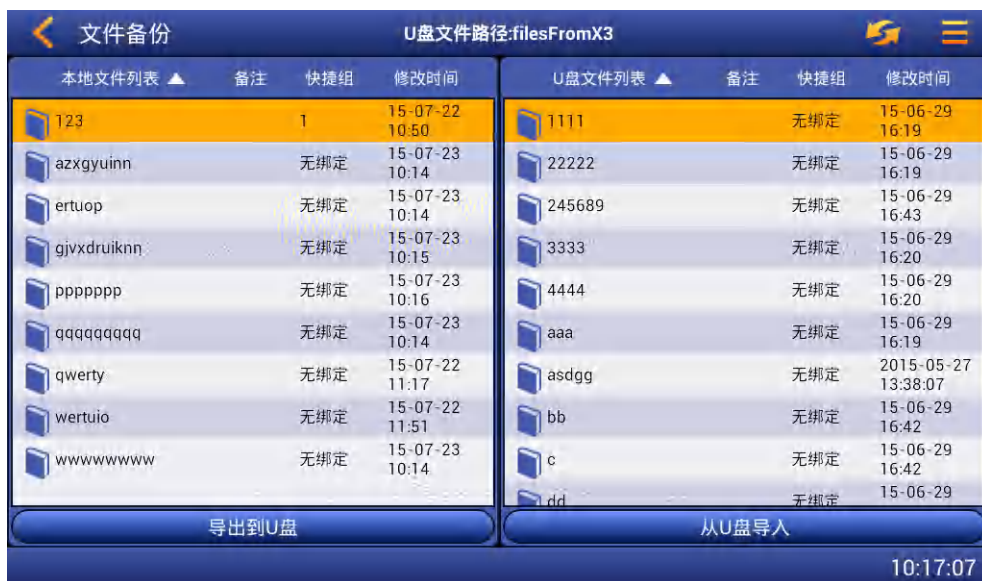 文件备份 U盘文件路径:filesFromX3
本地文件列表 ▲ 备注 快捷组 修改时间
123 1 15-07-22 10:50
azxgyuinn 无绑定 15-07-23 10:14
ertuop 无绑定 15-07-23 10:14
gjvxdruiknn 无绑定 15-07-23 10:15
ppppppp 无绑定 15-07-23 10:16
qqqqqqqqq 无绑定 15-07-23 10:14
qwerty 无绑定 15-07-22 11:17
wertuio 无绑定 15-07-22 11:51
wwwwwwww 无绑定 15-07-23 10:14
导出到U盘
U盘文件列表 ▲ 备注 快捷组 修改时间
1111 无绑定 15-06-29 16:19
22222 无绑定 15-06-29 16:19
245689 无绑定 15-06-29 16:43
3333 无绑定 15-06-29 16:20
4444 无绑定 15-06-29 16:20
aaa 无绑定 15-06-29 16:19
asdgg 无绑定 2015-05-27 13:38:07
bb 无绑定 15-06-29 16:42
c 无绑定 15-06-29 16:42
dd 无绑定 15-06-29
从U盘导入
10:17:07